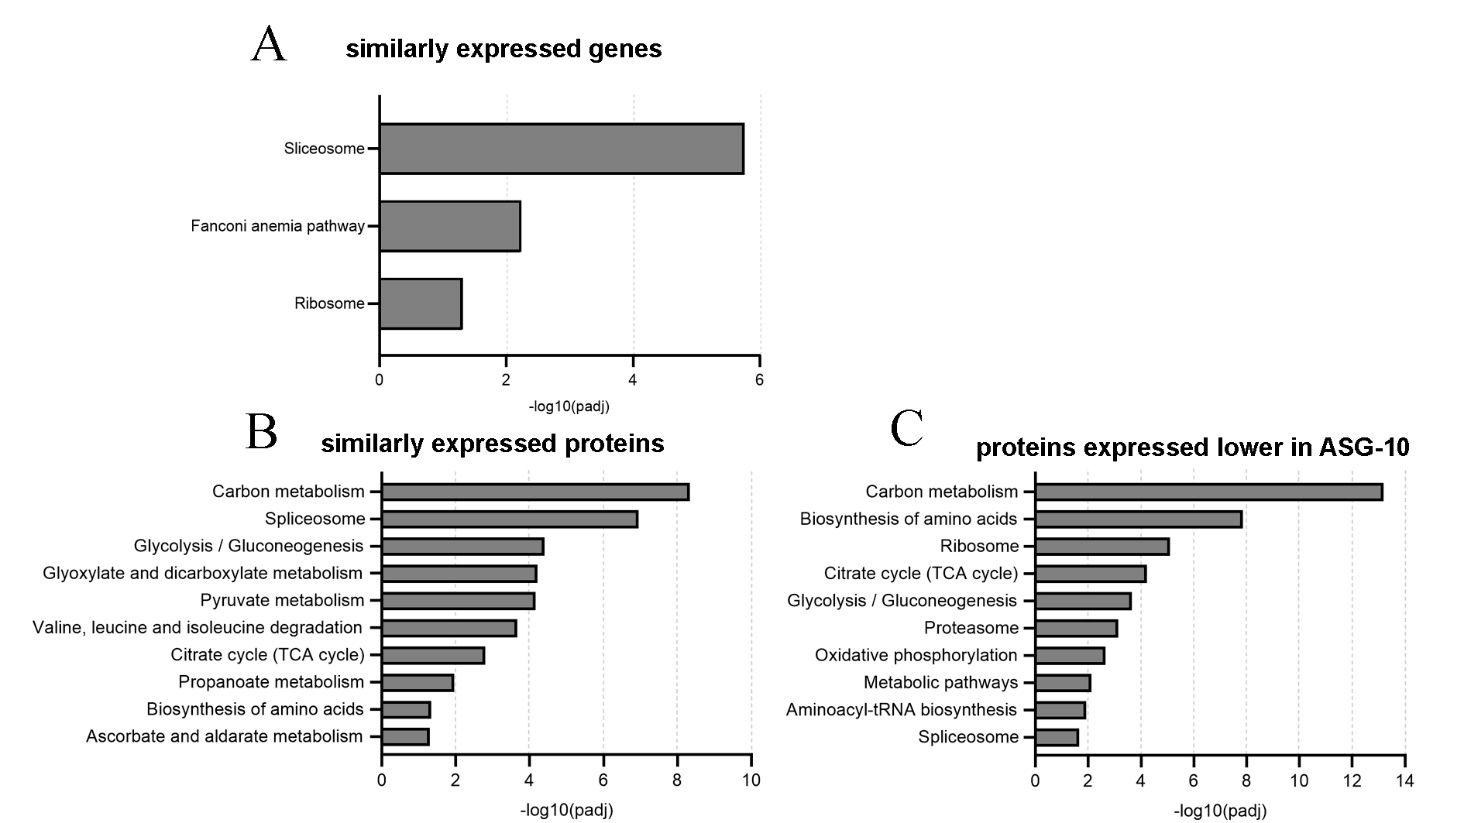 A
similarly expressed genes
Sliceosome
Fanconi anemia pathway
Ribosome
0 2 4 6
-log10(padj)
B
similarly expressed proteins
Carbon metabolism
Spliceosome
Glycolysis / Gluconeogenesis
Glyoxylate and dicarboxylate metabolism
Pyruvate metabolism
Valine, leucine and isoleucine degradation
Citrate cycle (TCA cycle)
Propanoate metabolism
Biosynthesis of amino acids
Ascorbate and aldarate metabolism
0 2 4 6 8 10
-log10(padj)
C
proteins expressed lower in ASG-10
Carbon metabolism
Biosynthesis of amino acids
Ribosome
Citrate cycle (TCA cycle)
Glycolysis / Gluconeogenesis
Proteasome
Oxidative phosphorylation
Metabolic pathways
Aminoacyl-tRNA biosynthesis
Spliceosome
0 2 4 6 8 10 12 14
-log10(padj)